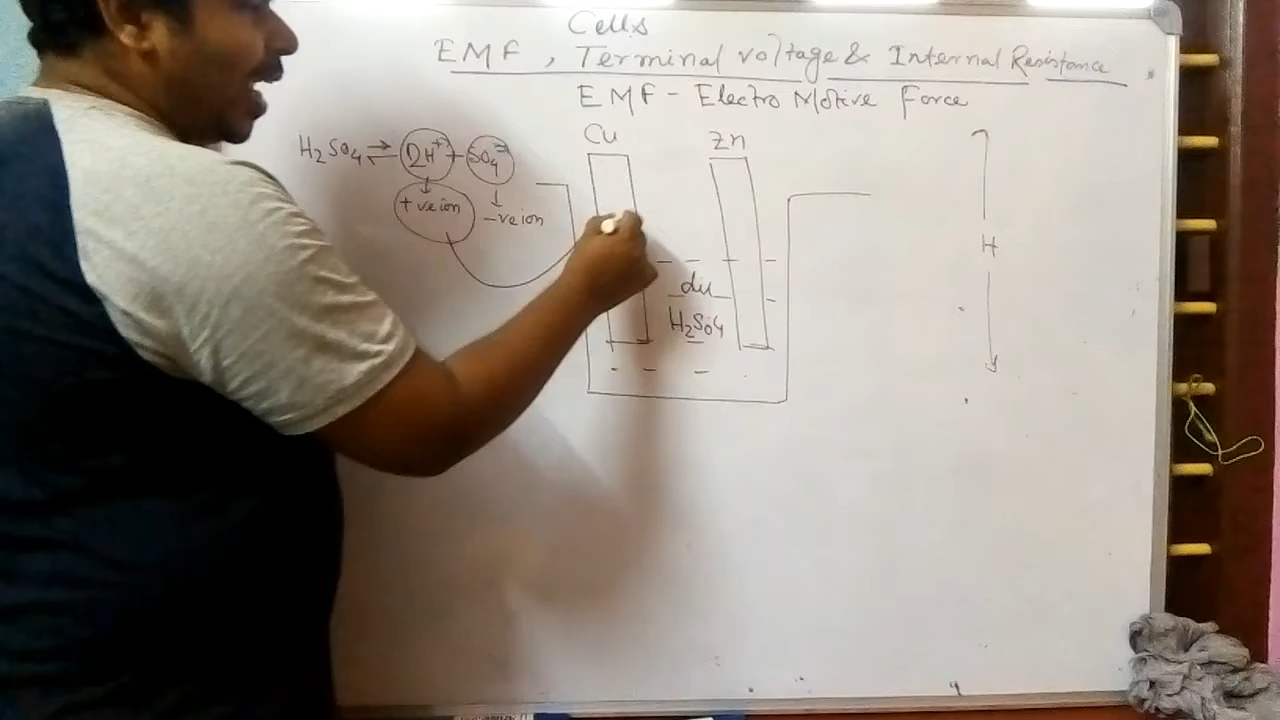 Cells
EMF, Terminal voltage & Internal Resistance
EMF - Electro Motive Force
H₂SO₄ ⇌ 2H⁺ + SO₄⁼
+ve ion
-ve ion
Cu
Zn
dil
H₂SO₄
H